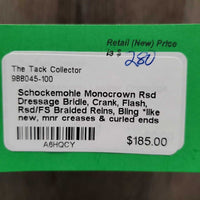 Retail (New) Price
is $ 280
The Tack Collector
988045-100
Schockemohle Monocrown Rsd
Dressage Bridle, Crank, Flash,
Rsd/FS Braided Reins, Bling *like
new, mnr creases & curled ends
A6HQCY
$185.00